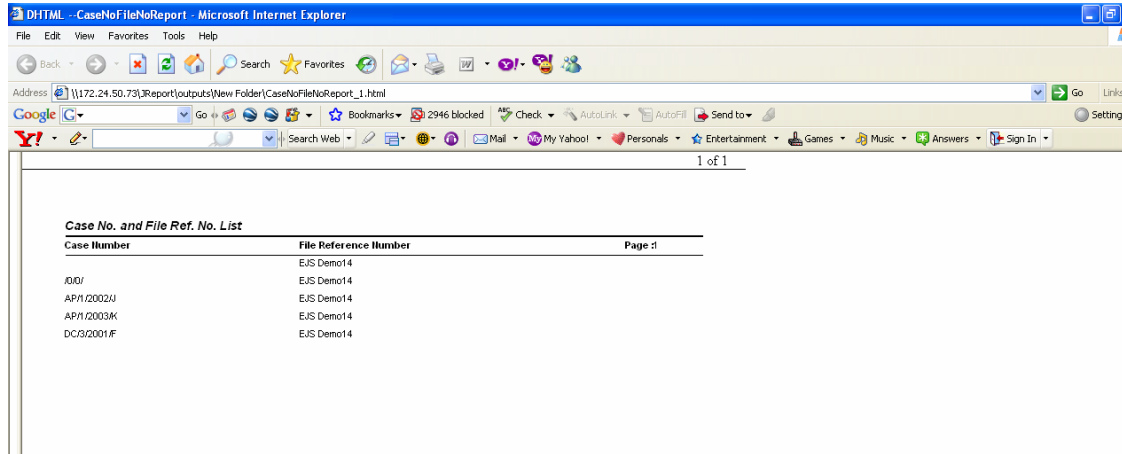 DHTML --CaseNoFileNoReport - Microsoft Internet Explorer
File Edit View Favorites Tools Help
Back Search Favorites
Address \\172.24.50.73\JReport\outputs\New Folder\CaseNoFileNoReport_1.html Go Links
Google G Go Bookmarks 2946 blocked Check AutoLink AutoFill Send to Setting
Y! Search Web Mail My Yahoo! Personals Entertainment Games Music Answers Sign In
1 of 1
Case No. and File Ref. No. List
Case Number File Reference Number Page :1
EJS Demo14
/0/0/ EJS Demo14
AP/1/2002/J EJS Demo14
AP/1/2003/K EJS Demo14
DC/3/2001/F EJS Demo14